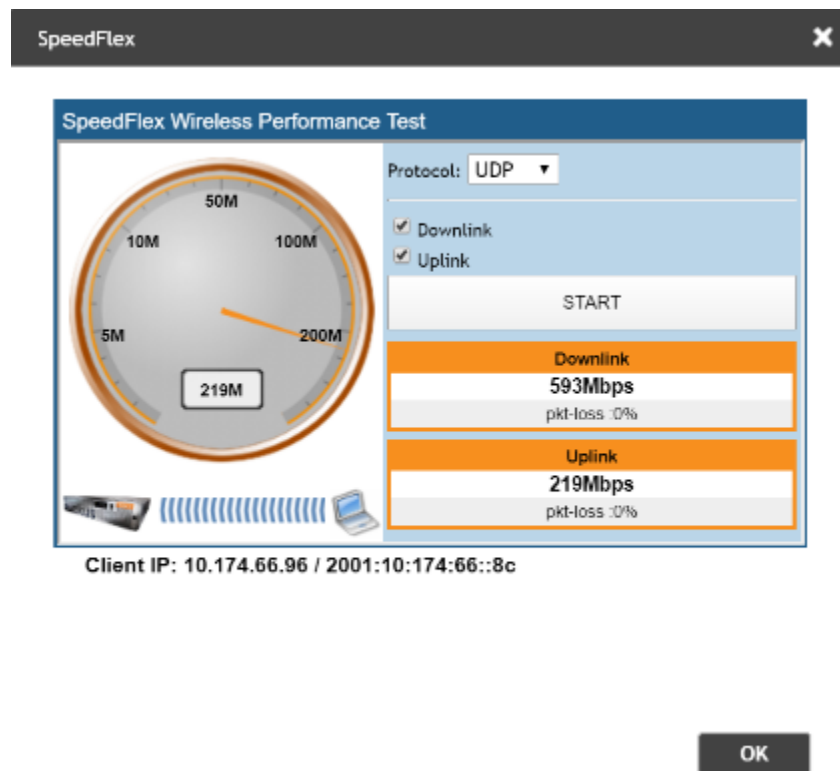 SpeedFlex
SpeedFlex Wireless Performance Test
50M
10M
100M
5M
200M
219M
Protocol: UDP
Downlink
Uplink
START
Downlink
593Mbps
pkt-loss :0%
Uplink
219Mbps
pkt-loss :0%
Client IP: 10.174.66.96 / 2001:10:174:66::8c
OK